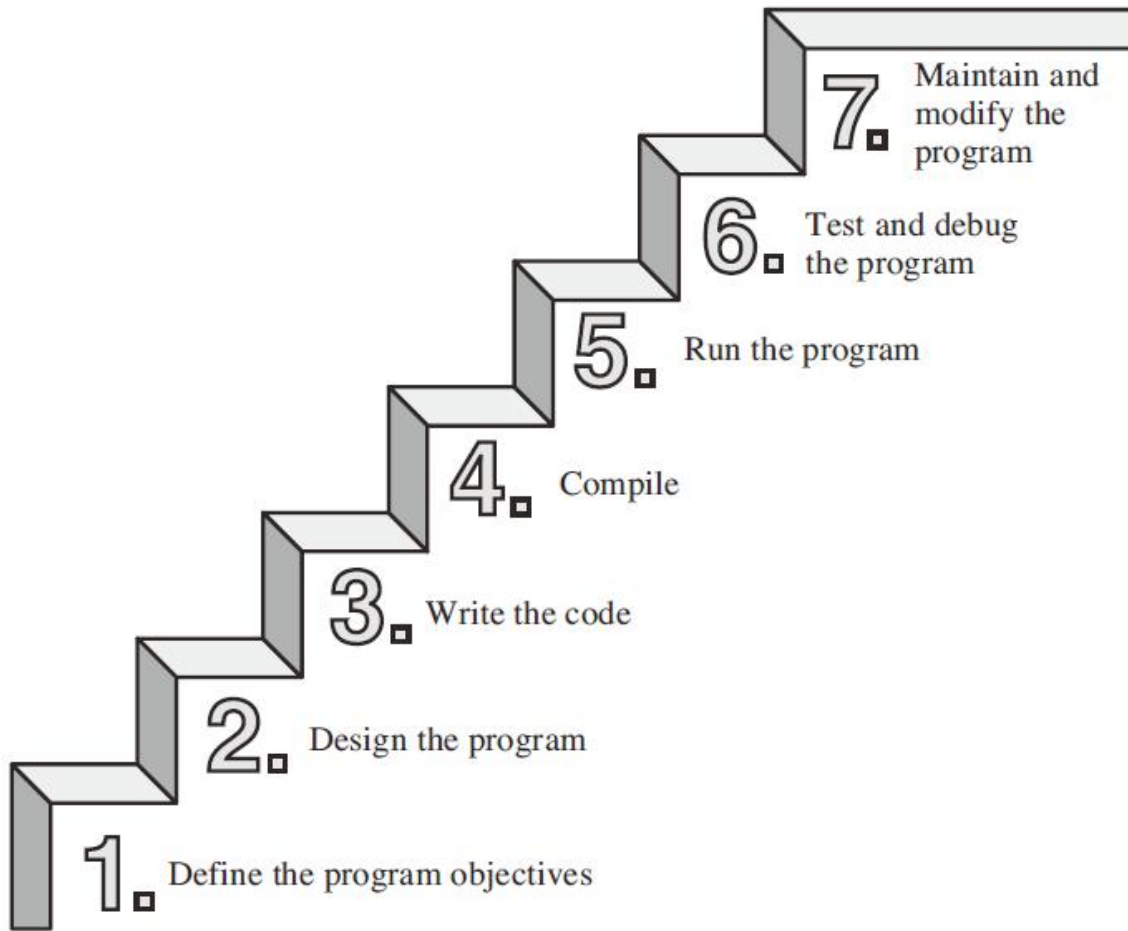 7. Maintain and
modify the
program
6. Test and debug
the program
5. Run the program
4. Compile
3. Write the code
2. Design the program
1. Define the program objectives